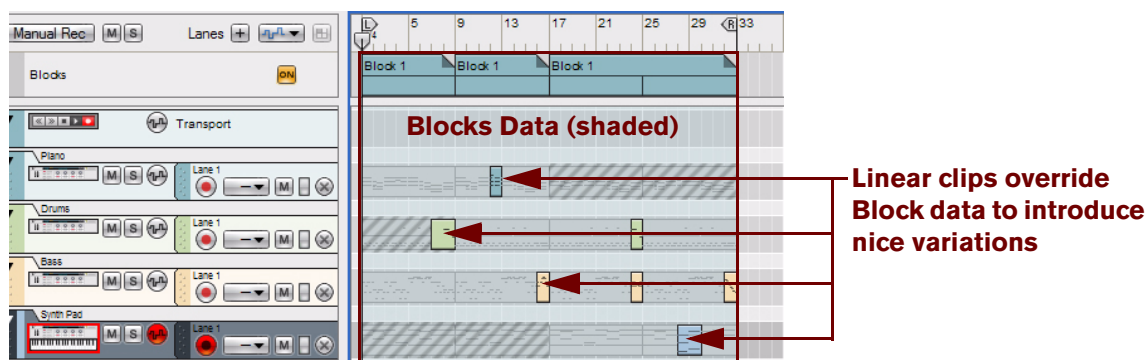 Manual Rec M S Lanes + L 5 9 13 17 21 25 29 R 33
4
Blocks ON Block 1 Block 1 Block 1
Transport Blocks Data (shaded)
Piano
M S Lane 1
M
Drums
M S Lane 1
M
Bass
M S Lane 1
M
Synth Pad
M S Lane 1
M
Linear clips override
Block data to introduce
nice variations